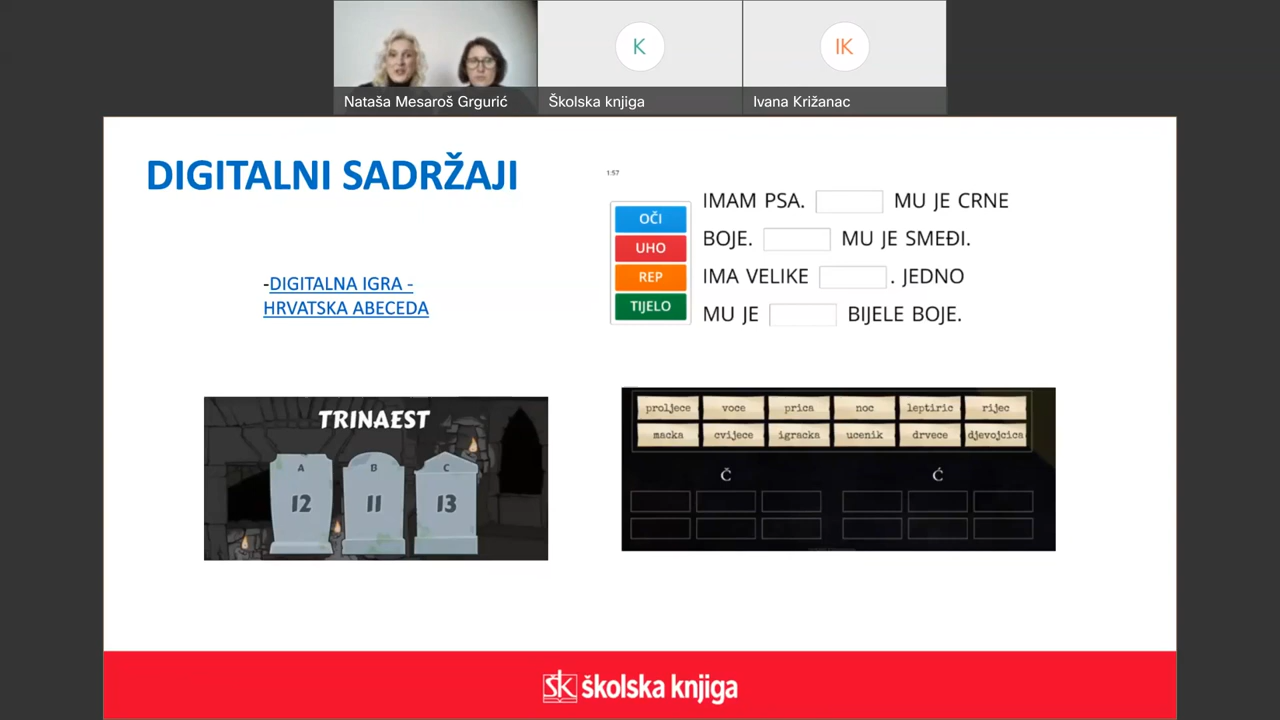 K
IK
Nataša Mesaroš Grgurić
Školska knjiga
Ivana Križanac
DIGITALNI SADRŽAJI
-DIGITALNA IGRA -
HRVATSKA ABECEDA
1:57
OČI
UHO
REP
TIJELO
IMAM PSA. MU JE CRNE
BOJE. MU JE SMEĐI.
IMA VELIKE . JEDNO
MU JE BIJELE BOJE.
TRINAEST
A B C
12 11 13
proljece voce prica noc leptiric rijec
macka cvijece igracka ucenik drvece djevojcica
Č Ć
šk školska knjiga